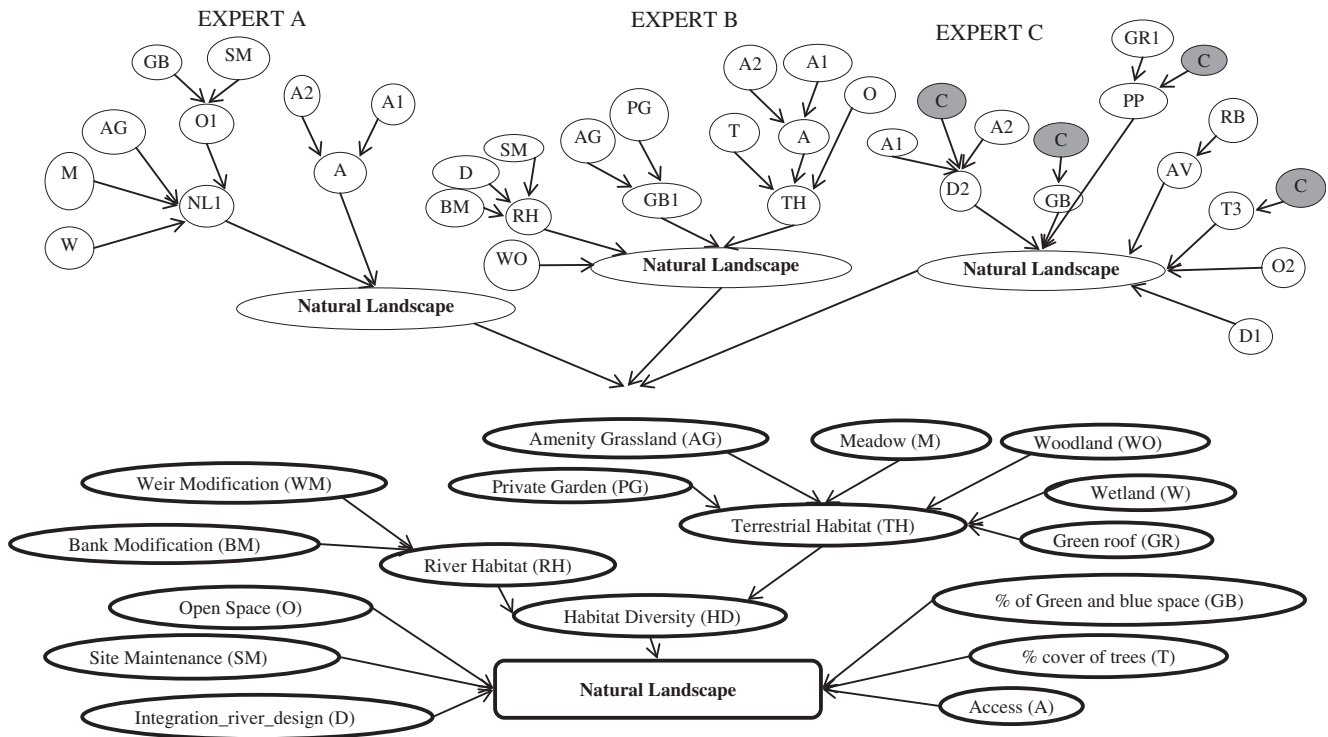 EXPERT A
EXPERT B
EXPERT C
GB
SM
A2
A1
AG
O1
M
A
NL1
W
Natural Landscape
A2
A1
PG
O
AG
T
A
SM
D
BM
RH
GB1
TH
WO
Natural Landscape
GR1
C
C
PP
A2
A1
C
RB
D2
GB
AV
C
T3
Natural Landscape
O2
D1
Amenity Grassland (AG)
Meadow (M)
Woodland (WO)
Weir Modification (WM)
Private Garden (PG)
Wetland (W)
Terrestrial Habitat (TH)
Bank Modification (BM)
Green roof (GR)
River Habitat (RH)
Open Space (O)
Habitat Diversity (HD)
% of Green and blue space (GB)
Site Maintenance (SM)
% cover of trees (T)
Natural Landscape
Integration_river_design (D)
Access (A)